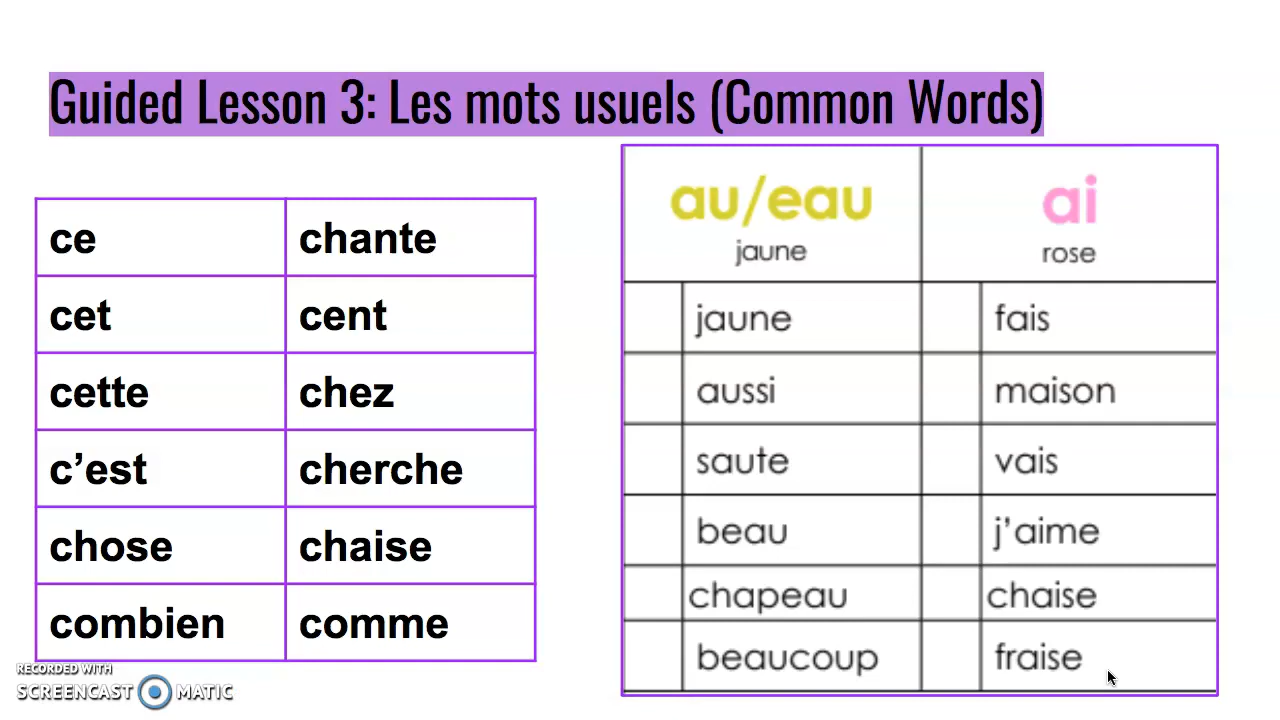 Guided Lesson 3: Les mots usuels (Common Words)
ce chante
cet cent
cette chez
c'est cherche
chose chaise
combien comme
au/eau ai
jaune rose
jaune fais
aussi maison
saute vais
beau j'aime
chapeau chaise
beaucoup fraise
RECORDED WITH
SCREENCAST MATIC